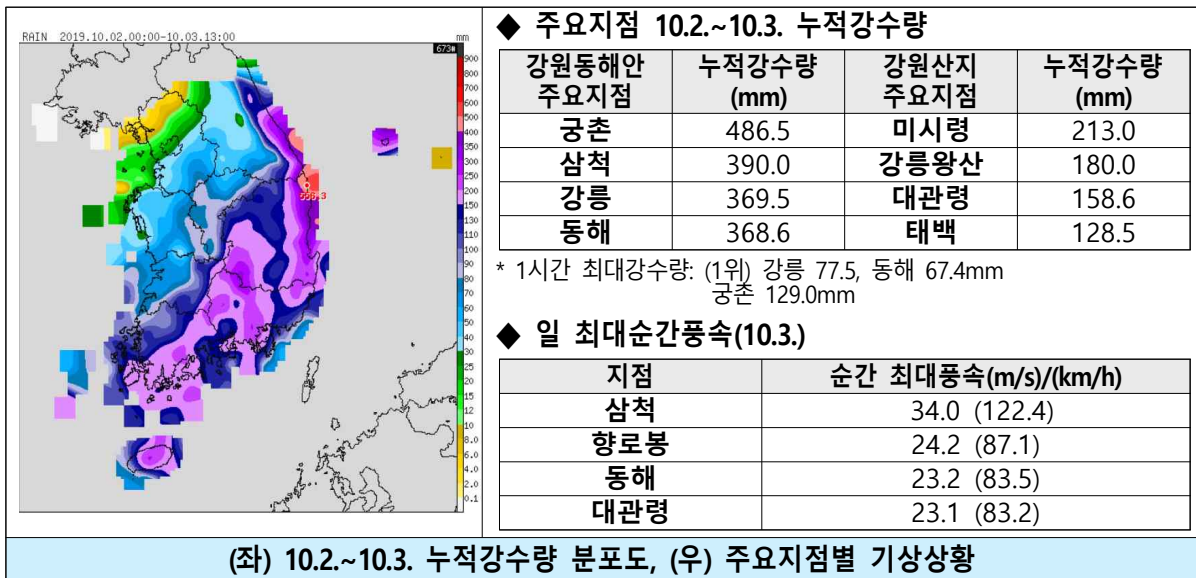 RAIN 2019.10.02.00:00-10.03.13:00
mm
673
900
800
700
600
500
400
350
300
250
200
150
130
110
100
90
80
70
60
50
40
30
25
20
15
12
10
8.0
6.0
4.0
2.0
0.1
◆ 주요지점 10.2.~10.3. 누적강수량
강원동해안 주요지점 누적강수량 (mm) 강원산지 주요지점 누적강수량 (mm)
궁촌 486.5 미시령 213.0
삼척 390.0 강릉왕산 180.0
강릉 369.5 대관령 158.6
동해 368.6 태백 128.5
* 1시간 최대강수량: (1위) 강릉 77.5, 동해 67.4mm
궁촌 129.0mm
◆ 일 최대순간풍속(10.3.)
지점 순간 최대풍속(m/s)/(km/h)
삼척 34.0 (122.4)
향로봉 24.2 (87.1)
동해 23.2 (83.5)
대관령 23.1 (83.2)
(좌) 10.2.~10.3. 누적강수량 분포도, (우) 주요지점별 기상상황